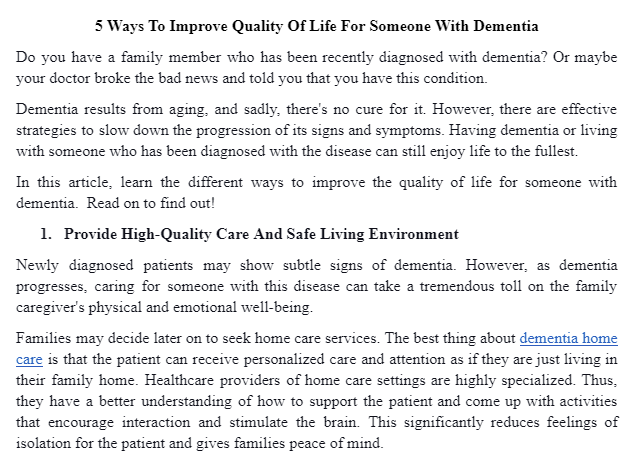 5 Ways To Improve Quality Of Life For Someone With Dementia
Do you have a family member who has been recently diagnosed with dementia? Or maybe
your doctor broke the bad news and told you that you have this condition.
Dementia results from aging, and sadly, there's no cure for it. However, there are effective
strategies to slow down the progression of its signs and symptoms. Having dementia or living
with someone who has been diagnosed with the disease can still enjoy life to the fullest.
In this article, learn the different ways to improve the quality of life for someone with
dementia.  Read on to find out!
1. Provide High-Quality Care And Safe Living Environment
Newly diagnosed patients may show subtle signs of dementia. However, as dementia
progresses, caring for someone with this disease can take a tremendous toll on the family
caregiver's physical and emotional well-being.
Families may decide later on to seek home care services. The best thing about dementia home
care is that the patient can receive personalized care and attention as if they are just living in
their family home. Healthcare providers of home care settings are highly specialized. Thus,
they have a better understanding of how to support the patient and come up with activities
that encourage interaction and stimulate the brain. This significantly reduces feelings of
isolation for the patient and gives families peace of mind.